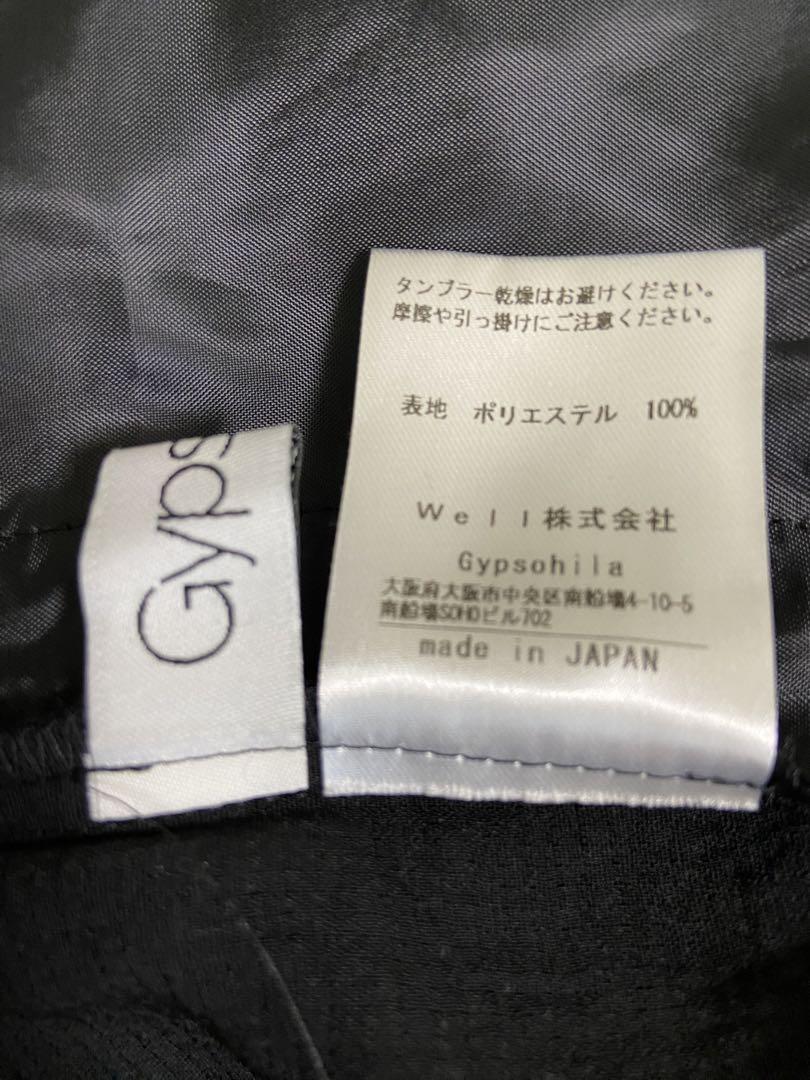 タンブラー乾燥はお避けください。
摩擦や引っ掛けにご注意ください。
表地 ポリエステル 100%
Well株式会社
Gypsohila
大阪府大阪市中央区南船場4-10-5
南船場SOHOビル702
made in JAPAN
Gyps